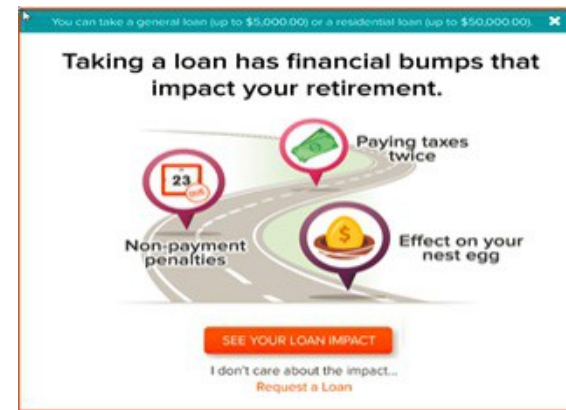 You can take a general loan (up to $5,000.00) or a residential loan (up to $50,000.00).
Taking a loan has financial bumps that
impact your retirement.
Paying taxes
twice
23
DUE
Non-payment
penalties
$
Effect on your
nest egg
SEE YOUR LOAN IMPACT
I don't care about the impact...
Request a Loan